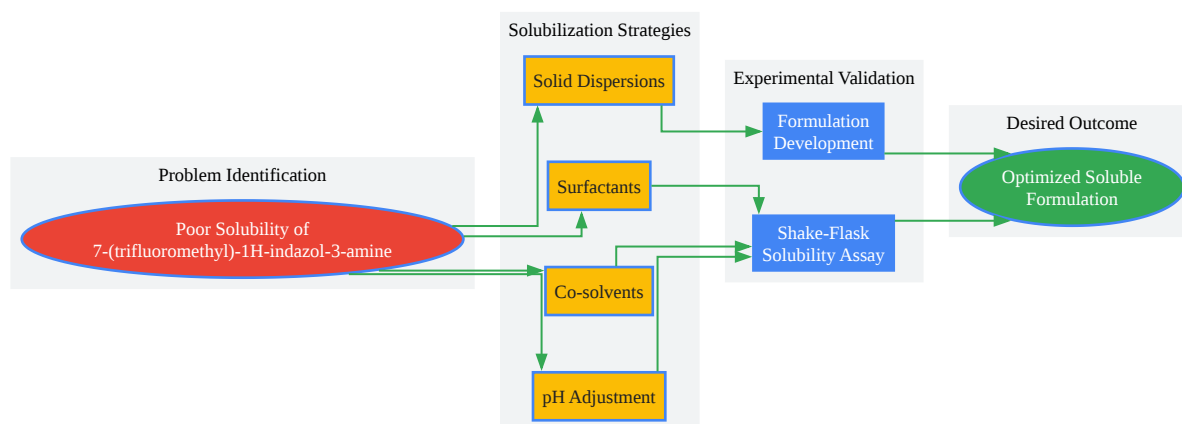 Problem Identification
Poor Solubility of
7-(trifluoromethyl)-1H-indazol-3-amine
Solubilization Strategies
Solid Dispersions
Surfactants
Co-solvents
pH Adjustment
Experimental Validation
Formulation
Development
Shake-Flask
Solubility Assay
Desired Outcome
Optimized Soluble
Formulation